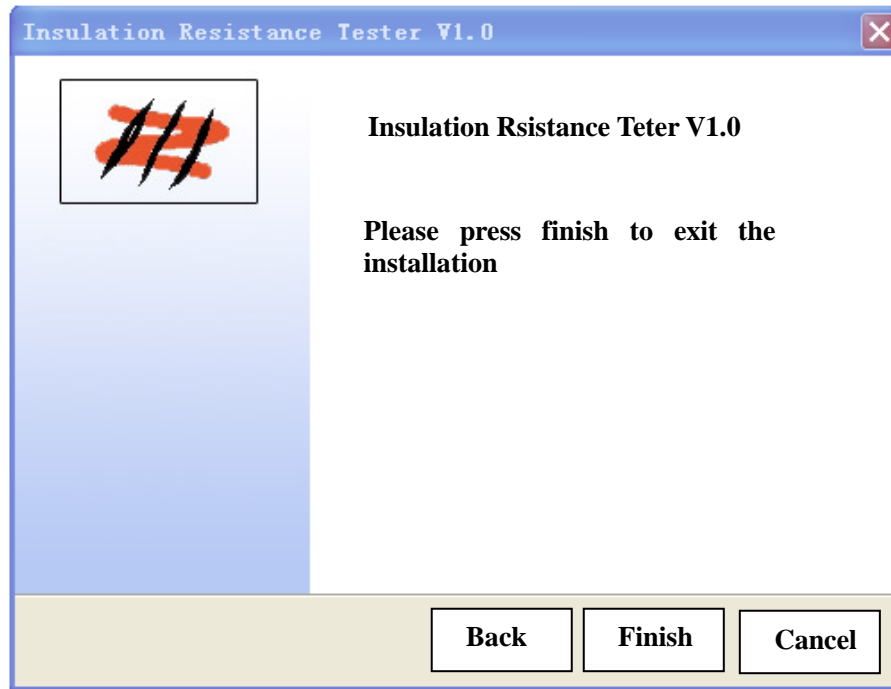 Insulation Resistance Tester V1.0
Insulation Rsistance Teter V1.0
Please press finish to exit the
installation
Back
Finish
Cancel